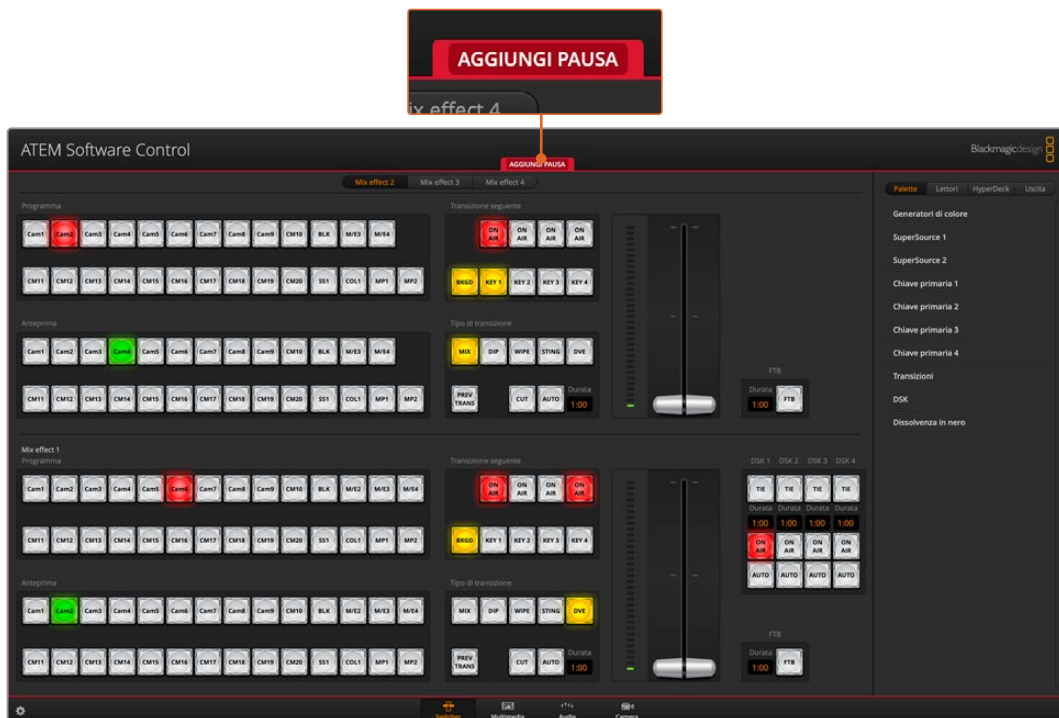 AGGIUNGI PAUSA
ix effect 4
ATEM Software Control
Blackmagicdesign
AGGIUNGI PAUSA
Mix effect 2 Mix effect 3 Mix effect 4
Palette Lettori HyperDeck Uscita
Programma
Cam1 Cam2 Cam3 Cam4 Cam5 Cam6 Cam7 Cam8 Cam9 CM10 BLK M/E3 M/E4
CM11 CM12 CM13 CM14 CM15 CM16 CM17 CM18 CM19 CM20 SS1 COL1 MP1 MP2
Transizione seguente
ON AIR ON AIR ON AIR ON AIR
BKGD KEY 1 KEY 2 KEY 3 KEY 4
Anteprima
Cam1 Cam2 Cam3 Cam4 Cam5 Cam6 Cam7 Cam8 Cam9 CM10 BLK M/E3 M/E4
CM11 CM12 CM13 CM14 CM15 CM16 CM17 CM18 CM19 CM20 SS1 COL1 MP1 MP2
Tipo di transizione
MIX DIP WIPE STING DVE
PREV TRANS CUT AUTO
Durata
1:00
FTB
Durata
1:00 FTB
Generatori di colore
SuperSource 1
SuperSource 2
Chiave primaria 1
Chiave primaria 2
Chiave primaria 3
Chiave primaria 4
Transizioni
DSK
Dissolvenza in nero
Mix effect 1
Programma
Cam1 Cam2 Cam3 Cam4 Cam5 Cam6 Cam7 Cam8 Cam9 CM10 BLK M/E2 M/E3 M/E4
CM11 CM12 CM13 CM14 CM15 CM16 CM17 CM18 CM19 CM20 SS1 COL1 MP1 MP2
Transizione seguente
ON AIR ON AIR ON AIR ON AIR
BKGD KEY 1 KEY 2 KEY 3 KEY 4
Anteprima
Cam1 Cam2 Cam3 Cam4 Cam5 Cam6 Cam7 Cam8 Cam9 CM10 BLK M/E2 M/E3 M/E4
CM11 CM12 CM13 CM14 CM15 CM16 CM17 CM18 CM19 CM20 SS1 COL1 MP1 MP2
Tipo di transizione
MIX DIP WIPE STING DVE
PREV TRANS CUT AUTO
Durata
1:00
DSK 1 DSK 2 DSK 3 DSK 4
TIE TIE TIE TIE
Durata Durata Durata Durata
1:00 1:00 1:00 1:00
ON AIR ON AIR ON AIR ON AIR
AUTO AUTO AUTO AUTO
FTB
Durata
1:00 FTB
Switcher Multimedia Audio Camera